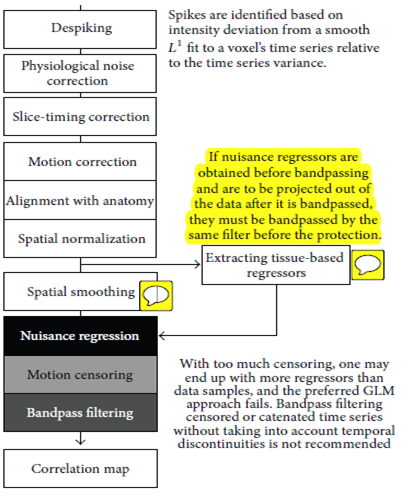 Despiking
Spikes are identified based on
intensity deviation from a smooth
L¹ fit to a voxel's time series relative
to the time series variance.
Physiological noise
correction
Slice-timing correction
Motion correction
Alignment with anatomy
Spatial normalization
If nuisance regressors are
obtained before bandpassing
and are to be projected out of
the data after it is bandpassed,
they must be bandpassed by the
same filter before the protection.
Extracting tissue-based
regressors
Spatial smoothing
Nuisance regression
Motion censoring
Bandpass filtering
With too much censoring, one may
end up with more regressors than
data samples, and the preferred GLM
approach fails. Bandpass filtering
censored or catenated time series
without taking into account temporal
discontinuities is not recommended
Correlation map